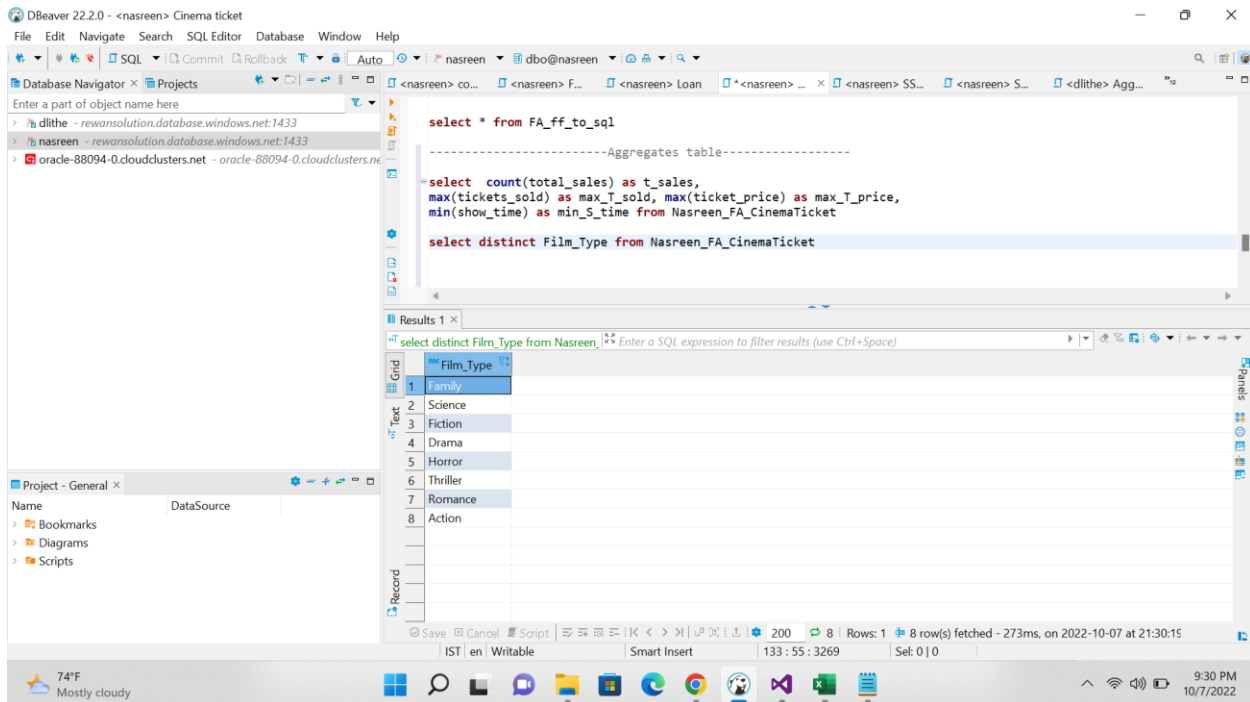 DBeaver 22.2.0 - <nasreen> Cinema ticket
File Edit Navigate Search SQL Editor Database Window Help
SQL Commit Rollback Auto nasreen dbo@nasreen
Database Navigator Projects
<nasreen> co... <nasreen> F... <nasreen> Loan *<nasreen> ... <nasreen> SS... <nasreen> S... <dlithe> Agg... »19
Enter a part of object name here
dlithe - rewansolution.database.windows.net:1433
nasreen - rewansolution.database.windows.net:1433
oracle-88094-0.cloudclusters.net - oracle-88094-0.cloudclusters.ne
select * from FA_ff_to_sql
-------------------------Aggregates table------------------
select  count(total_sales) as t_sales,
max(tickets_sold) as max_T_sold, max(ticket_price) as max_T_price,
min(show_time) as min_S_time from Nasreen_FA_CinemaTicket
select distinct Film_Type from Nasreen_FA_CinemaTicket
Results 1
select distinct Film_Type from Nasreen_ Enter a SQL expression to filter results (use Ctrl+Space)
Grid
Text
Record
Panels
ABC Film_Type
1 Family
2 Science
3 Fiction
4 Drama
5 Horror
6 Thriller
7 Romance
8 Action
Project - General
Name DataSource
Bookmarks
Diagrams
Scripts
Save Cancel Script 200 8 Rows: 1 8 row(s) fetched - 273ms, on 2022-10-07 at 21:30:19
IST en Writable Smart Insert 133 : 55 : 3269 Sel: 0 | 0
74°F
Mostly cloudy
9:30 PM
10/7/2022